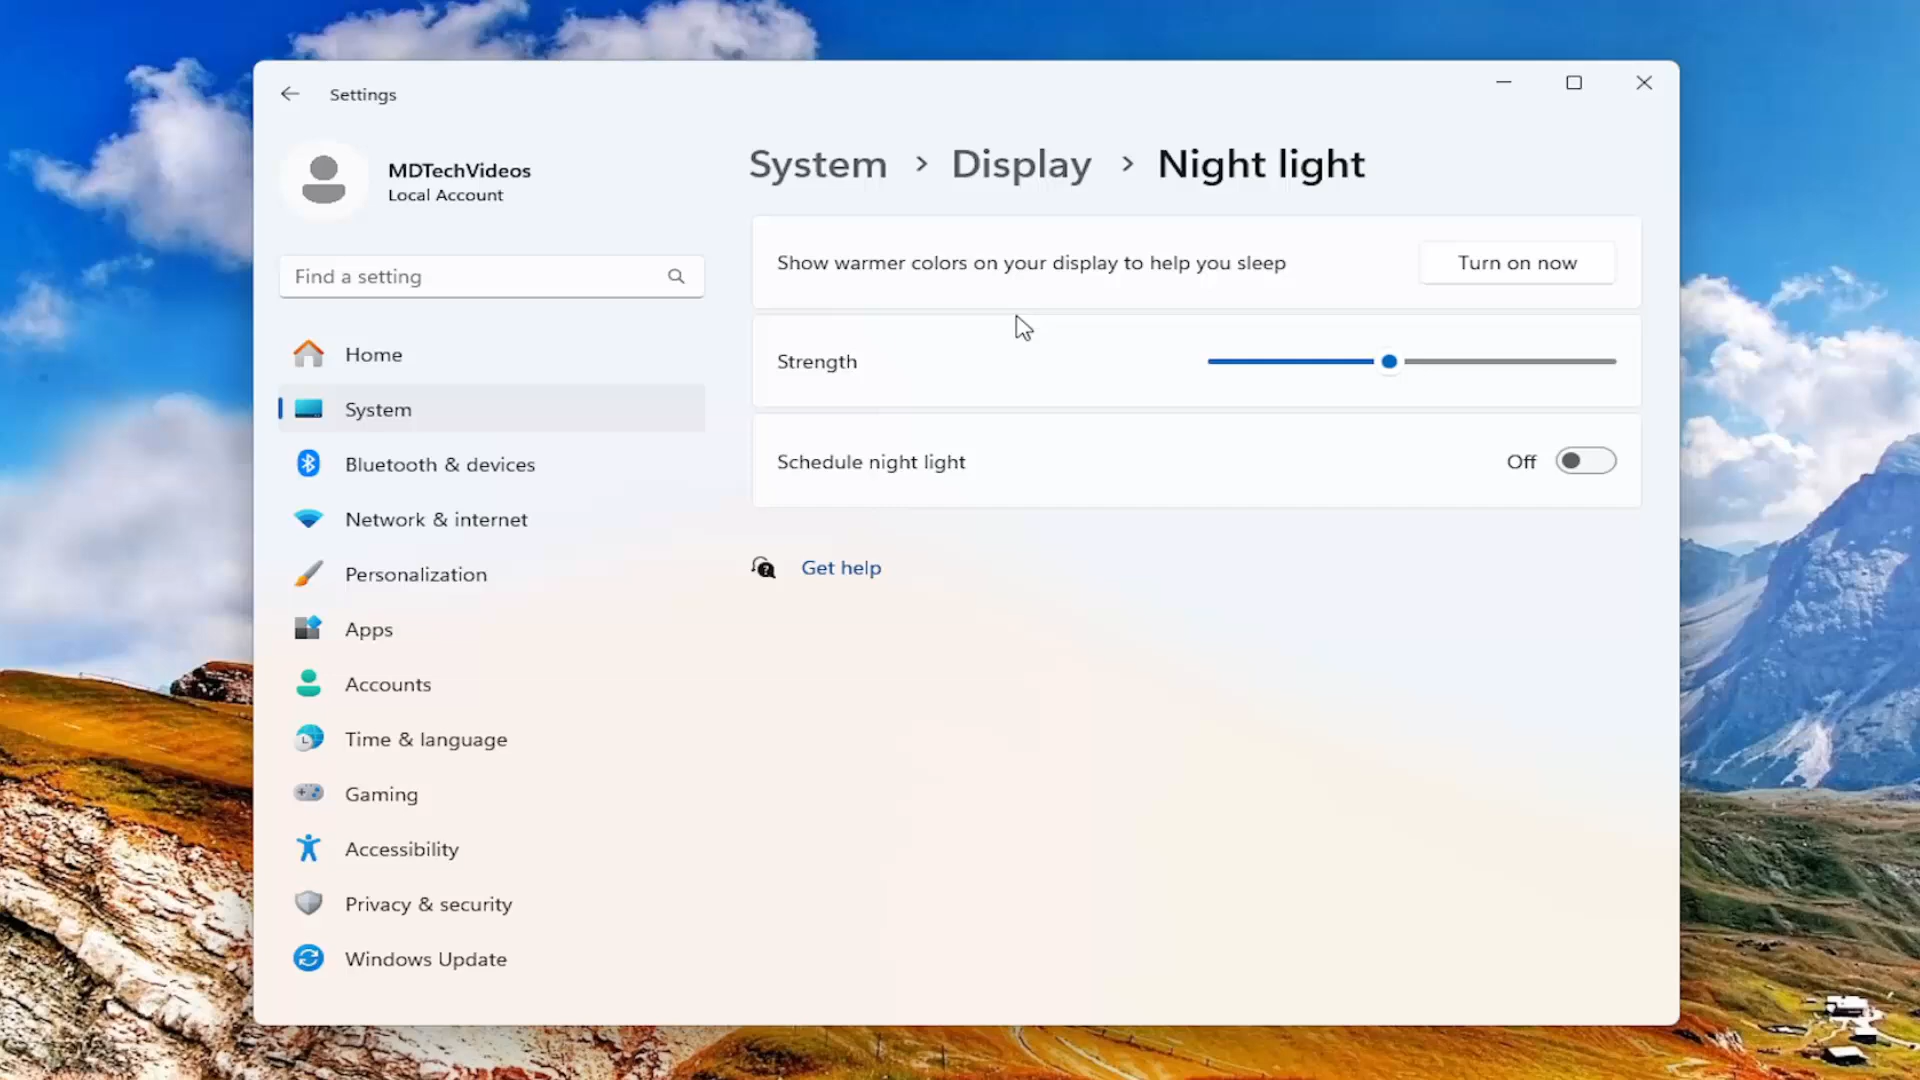 Settings
MDTechVideos
Local Account
Find a setting
Home
System
Bluetooth & devices
Network & internet
Personalization
Apps
Accounts
Time & language
Gaming
Accessibility
Privacy & security
Windows Update
System > Display > Night light
Show warmer colors on your display to help you sleep
Turn on now
Strength
Schedule night light
Off
Get help